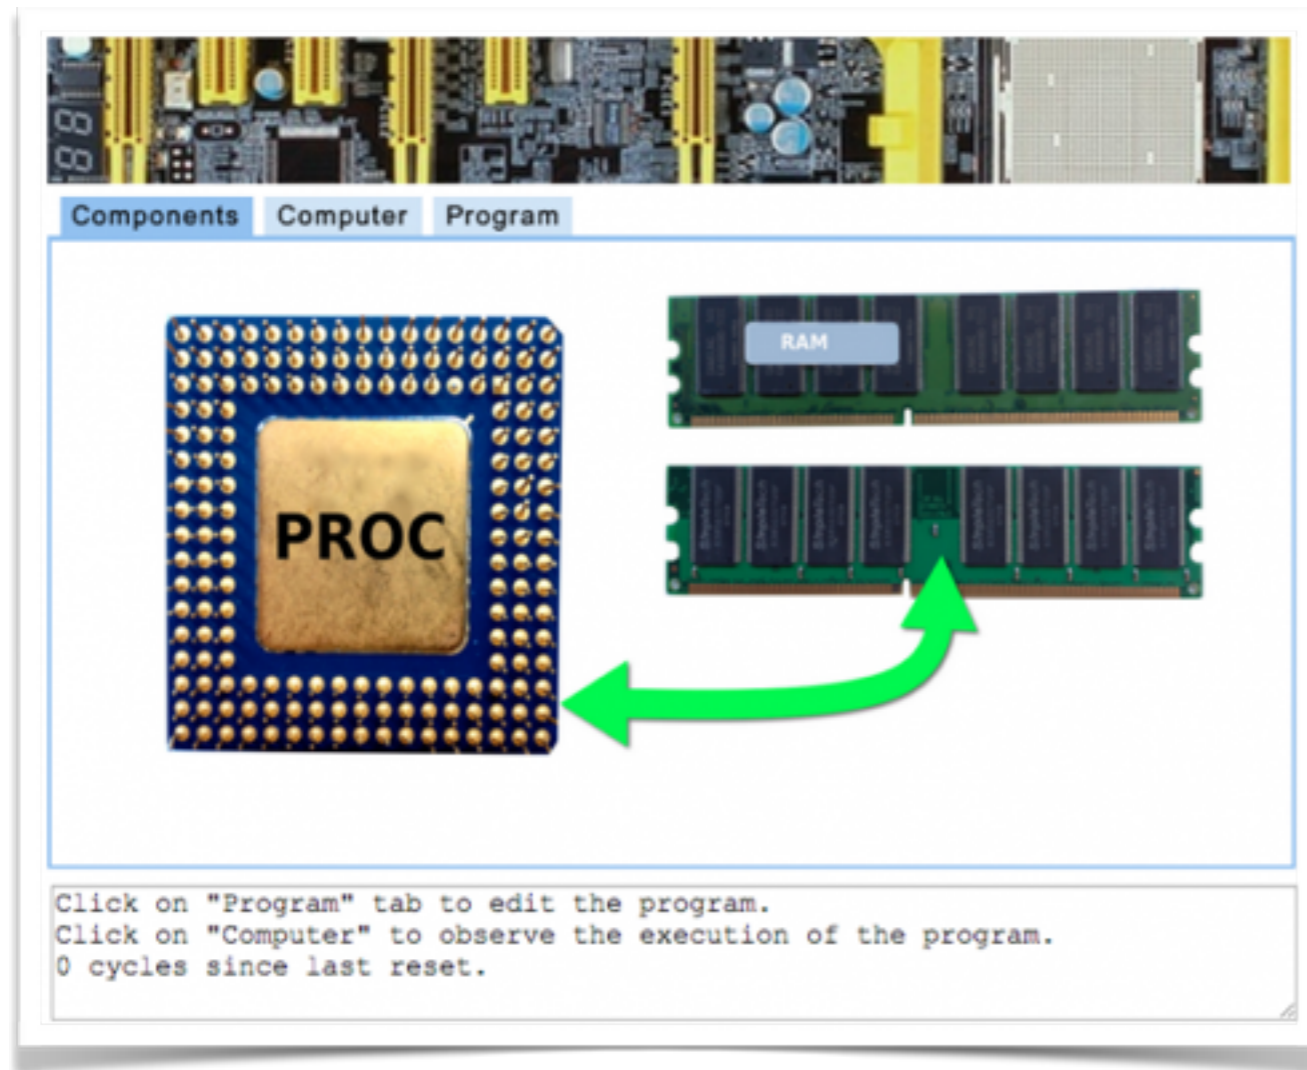 Components Computer Program
RAM
PROC
Click on "Program" tab to edit the program.
Click on "Computer" to observe the execution of the program.
0 cycles since last reset.